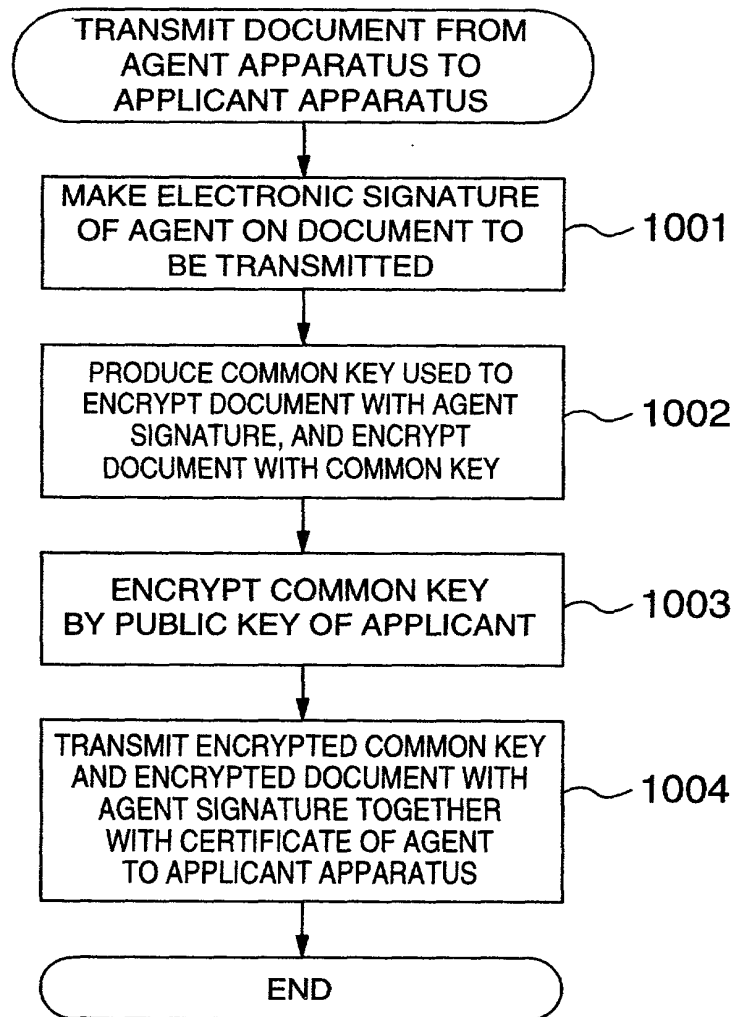 TRANSMIT DOCUMENT FROM
AGENT APPARATUS TO
APPLICANT APPARATUS
MAKE ELECTRONIC SIGNATURE
OF AGENT ON DOCUMENT TO
BE TRANSMITTED
1001
PRODUCE COMMON KEY USED TO
ENCRYPT DOCUMENT WITH AGENT
SIGNATURE, AND ENCRYPT
DOCUMENT WITH COMMON KEY
1002
ENCRYPT COMMON KEY
BY PUBLIC KEY OF APPLICANT
1003
TRANSMIT ENCRYPTED COMMON KEY
AND ENCRYPTED DOCUMENT WITH
AGENT SIGNATURE TOGETHER
WITH CERTIFICATE OF AGENT
TO APPLICANT APPARATUS
1004
END